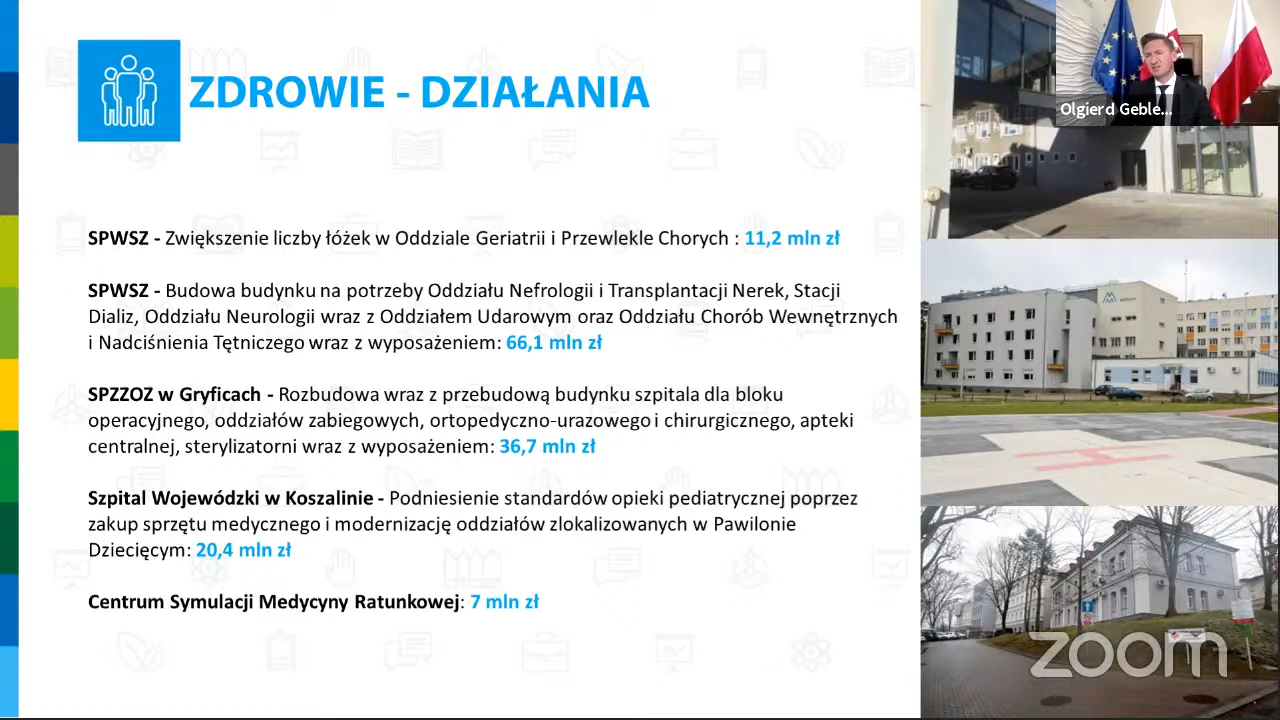 ZDROWIE - DZIAŁANIA
Olgierd Geble...
SPWSZ - Zwiększenie liczby łóżek w Oddziale Geriatrii i Przewlekle Chorych : 11,2 mln zł
SPWSZ - Budowa budynku na potrzeby Oddziału Nefrologii i Transplantacji Nerek, Stacji
Dializ, Oddziału Neurologii wraz z Oddziałem Udarowym oraz Oddziału Chorób Wewnętrznych
i Nadciśnienia Tętniczego wraz z wyposażeniem: 66,1 mln zł
SPZZOZ w Gryficach - Rozbudowa wraz z przebudową budynku szpitala dla bloku
operacyjnego, oddziałów zabiegowych, ortopedyczno-urazowego i chirurgicznego, apteki
centralnej, sterylizatorni wraz z wyposażeniem: 36,7 mln zł
Szpital Wojewódzki w Koszalinie - Podniesienie standardów opieki pediatrycznej poprzez
zakup sprzętu medycznego i modernizację oddziałów zlokalizowanych w Pawilonie
Dziecięcym: 20,4 mln zł
Centrum Symulacji Medycyny Ratunkowej: 7 mln zł
H
zoom